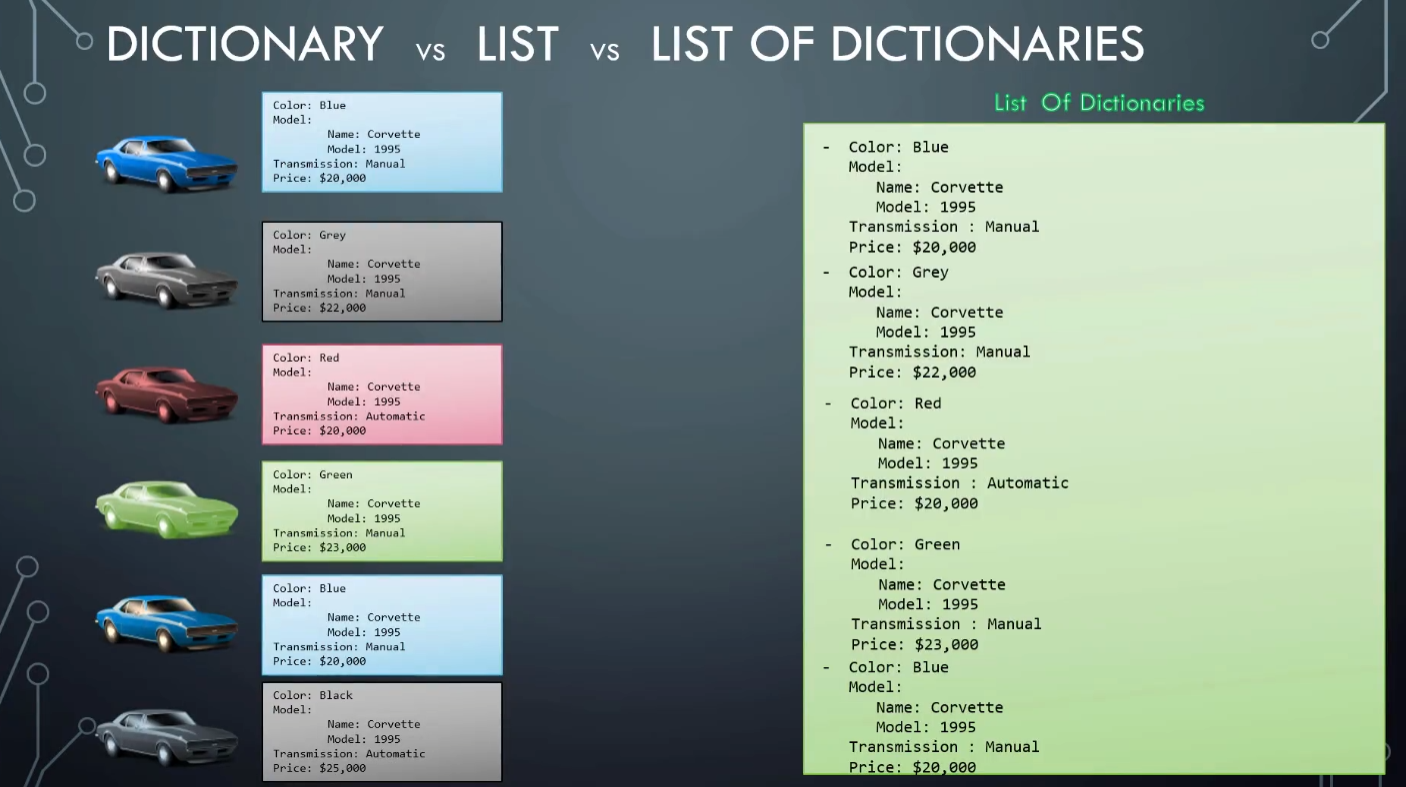 DICTIONARY vs LIST vs LIST OF DICTIONARIES
Color: Blue
Model:
Name: Corvette
Model: 1995
Transmission: Manual
Price: $20,000
Color: Grey
Model:
Name: Corvette
Model: 1995
Transmission: Manual
Price: $22,000
Color: Red
Model:
Name: Corvette
Model: 1995
Transmission: Automatic
Price: $20,000
Color: Green
Model:
Name: Corvette
Model: 1995
Transmission: Manual
Price: $23,000
Color: Blue
Model:
Name: Corvette
Model: 1995
Transmission: Manual
Price: $20,000
Color: Black
Model:
Name: Corvette
Model: 1995
Transmission: Automatic
Price: $25,000
List Of Dictionaries
- Color: Blue
Model:
Name: Corvette
Model: 1995
Transmission : Manual
Price: $20,000
- Color: Grey
Model:
Name: Corvette
Model: 1995
Transmission: Manual
Price: $22,000
- Color: Red
Model:
Name: Corvette
Model: 1995
Transmission : Automatic
Price: $20,000
- Color: Green
Model:
Name: Corvette
Model: 1995
Transmission : Manual
Price: $23,000
- Color: Blue
Model:
Name: Corvette
Model: 1995
Transmission : Manual
Price: $20,000